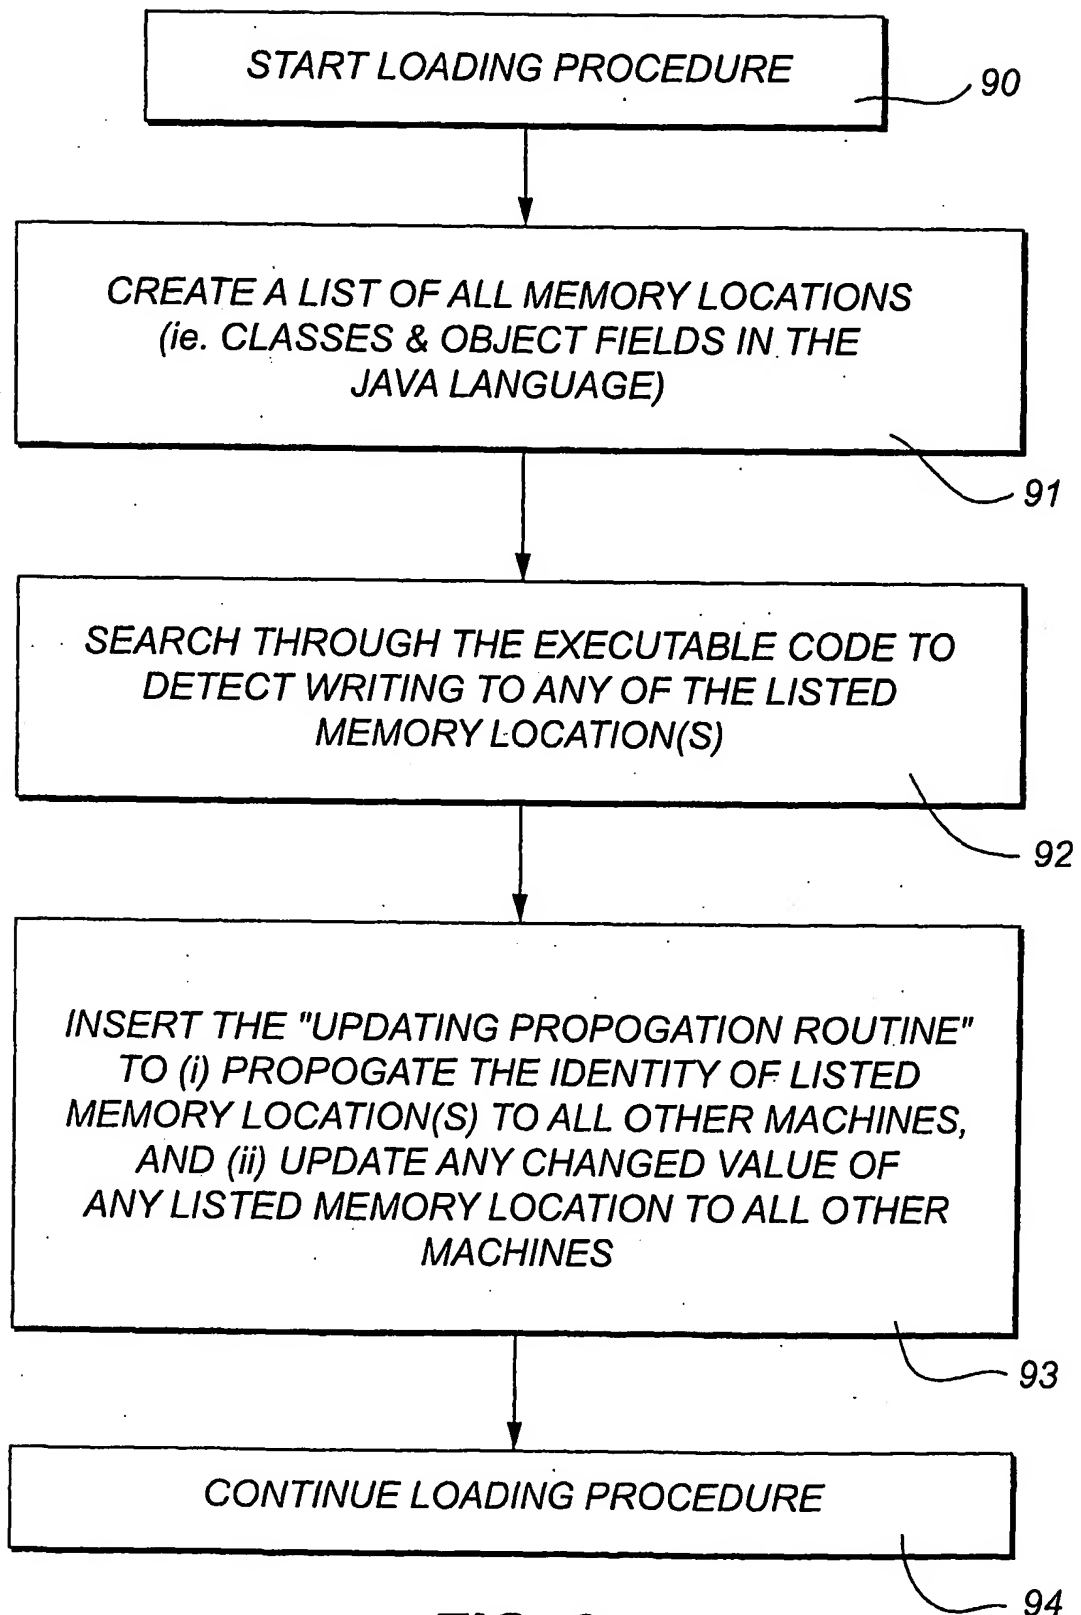 START LOADING PROCEDURE
90
CREATE A LIST OF ALL MEMORY LOCATIONS
(ie. CLASSES & OBJECT FIELDS IN THE
JAVA LANGUAGE)
91
SEARCH THROUGH THE EXECUTABLE CODE TO
DETECT WRITING TO ANY OF THE LISTED
MEMORY LOCATION(S)
92
INSERT THE "UPDATING PROPOGATION ROUTINE"
TO (i) PROPOGATE THE IDENTITY OF LISTED
MEMORY LOCATION(S) TO ALL OTHER MACHINES,
AND (ii) UPDATE ANY CHANGED VALUE OF
ANY LISTED MEMORY LOCATION TO ALL OTHER
MACHINES
93
CONTINUE LOADING PROCEDURE
94